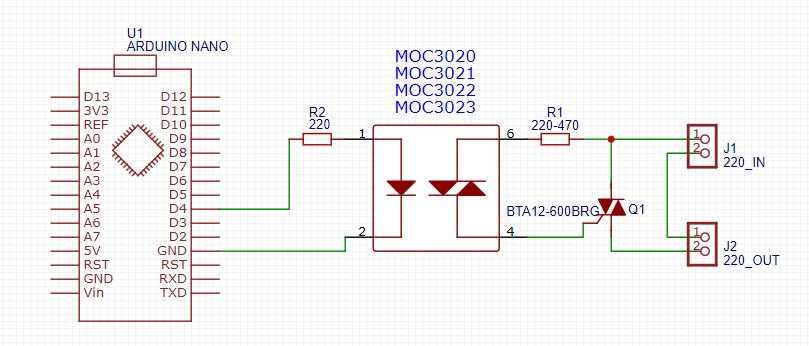 U1
ARDUINO NANO
D13 D12
3V3 D11
REF D10
A0 D9
A1 D8
A2 D7
A3 D6
A4 D5
A5 D4
A6 D3
A7 D2
5V GND
RST RST
GND RXD
Vin TXD
R2
220
MOC3020
MOC3021
MOC3022
MOC3023
1 6
2 4
R1
220-470
BTA12-600BRG Q1
1
2
J1
220_IN
1
2
J2
220_OUT